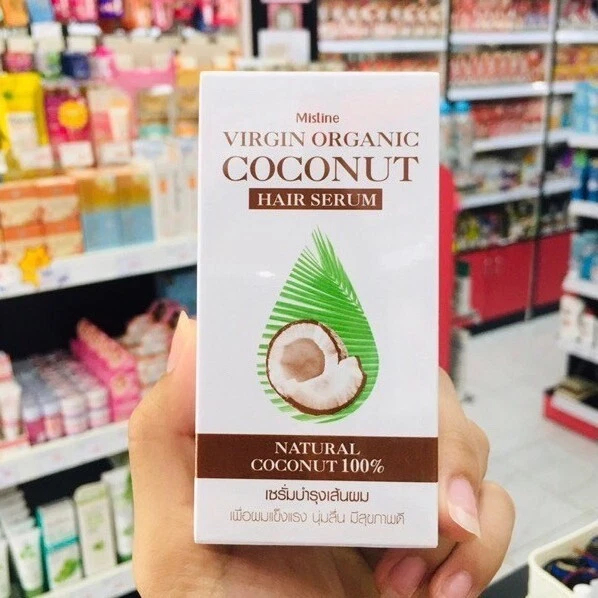 Mistine
VIRGIN ORGANIC
COCONUT
HAIR SERUM
NATURAL
COCONUT 100%
เซรั่มบำรุงเส้นผม
เพื่อผมแข็งแรง นุ่มลื่น มีสุขภาพดี